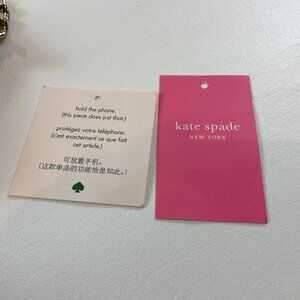 hold the phone.
(this piece does just that.)
protégez votre téléphone.
(c'est exactement ce que fait
cet article.)
可放置手机。
(这款单品的功能恰是如此。)
kate spade
NEW YORK